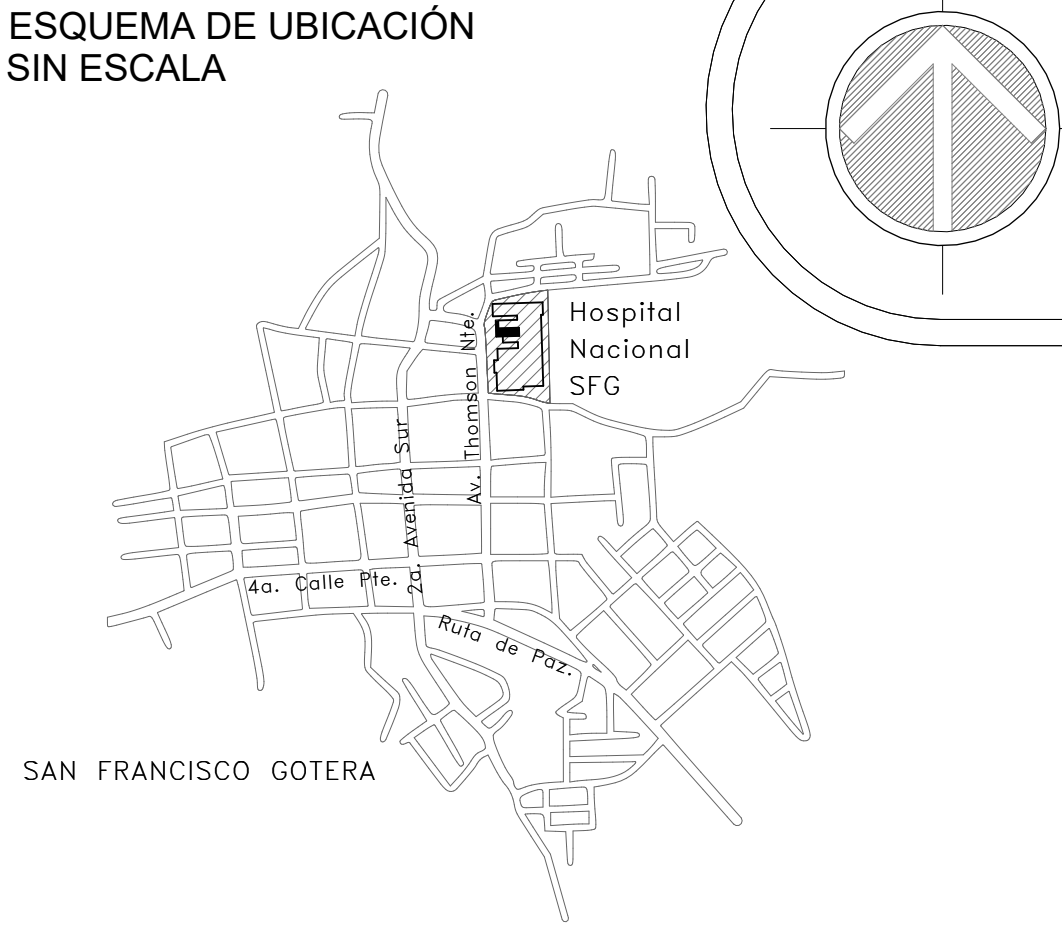 ESQUEMA DE UBICACIÓN
SIN ESCALA
Hospital
Nacional
SFG
Av. Thomson Nte.
2a. Avenida Sur
4a. Calle Pte.
Ruta de Paz.
SAN FRANCISCO GOTERA